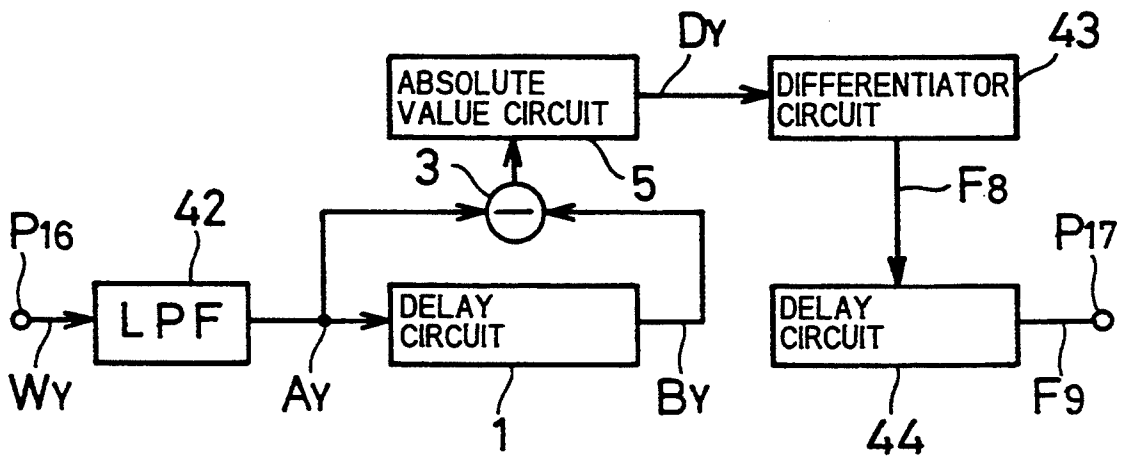 DY
43
ABSOLUTE
VALUE CIRCUIT
DIFFERENTIATOR
CIRCUIT
3
5
F8
42
P16
P17
LPF
DELAY
CIRCUIT
DELAY
CIRCUIT
WY
AY
BY
F9
1
44